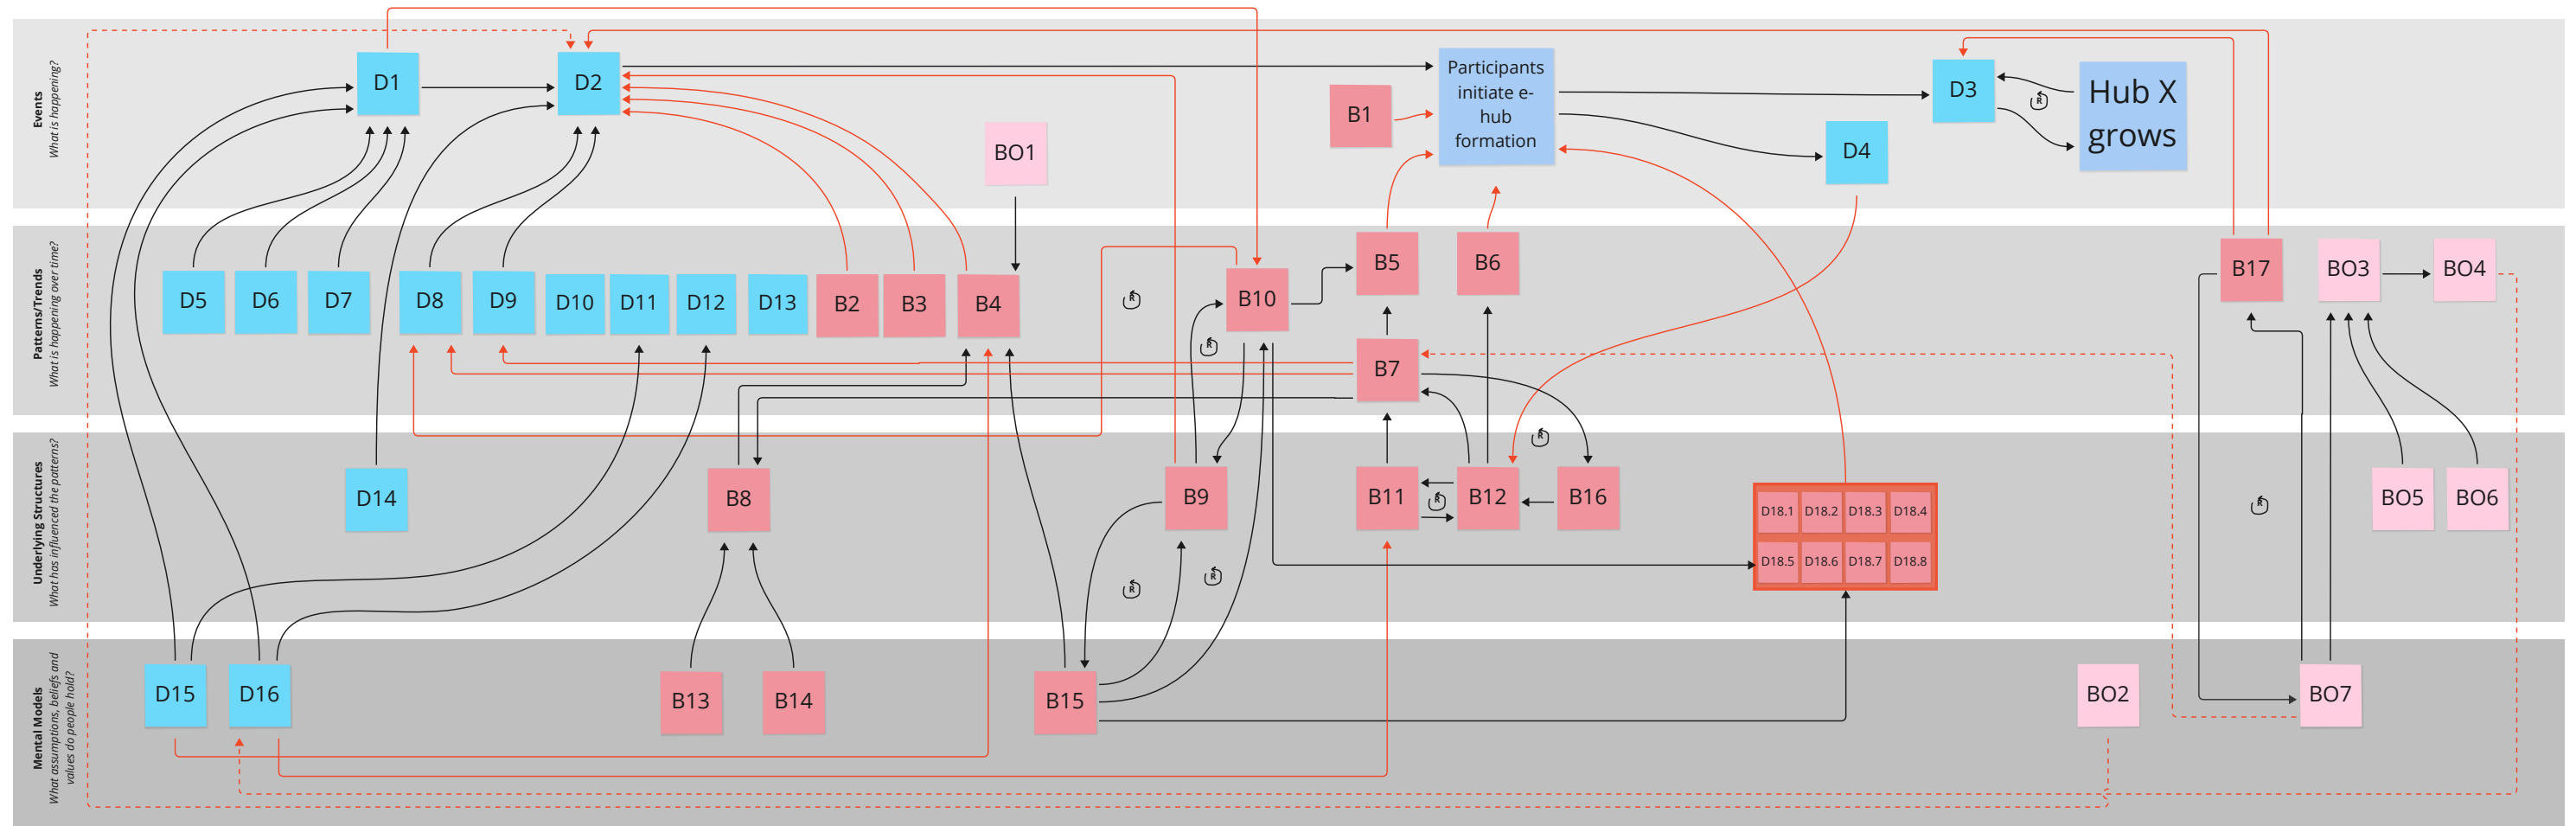 Events
What is happening?
D1
D2
BO1
B1
Participants
initiate e-
hub
formation
D4
D3
R
Hub X
grows
Patterns/Trends
What is happening over time?
D5
D6
D7
D8
D9
D10
D11
D12
D13
B2
B3
B4
R
B10
R
B5
B6
B7
B17
BO3
BO4
Underlying Structures
What has influenced the patterns?
D14
B8
B9
R
R
B11
R
B12
R
B16
D18.1
D18.2
D18.3
D18.4
D18.5
D18.6
D18.7
D18.8
R
BO5
BO6
Mental Models
What assumptions, beliefs and
values do people hold?
D15
D16
B13
B14
B15
BO2
BO7